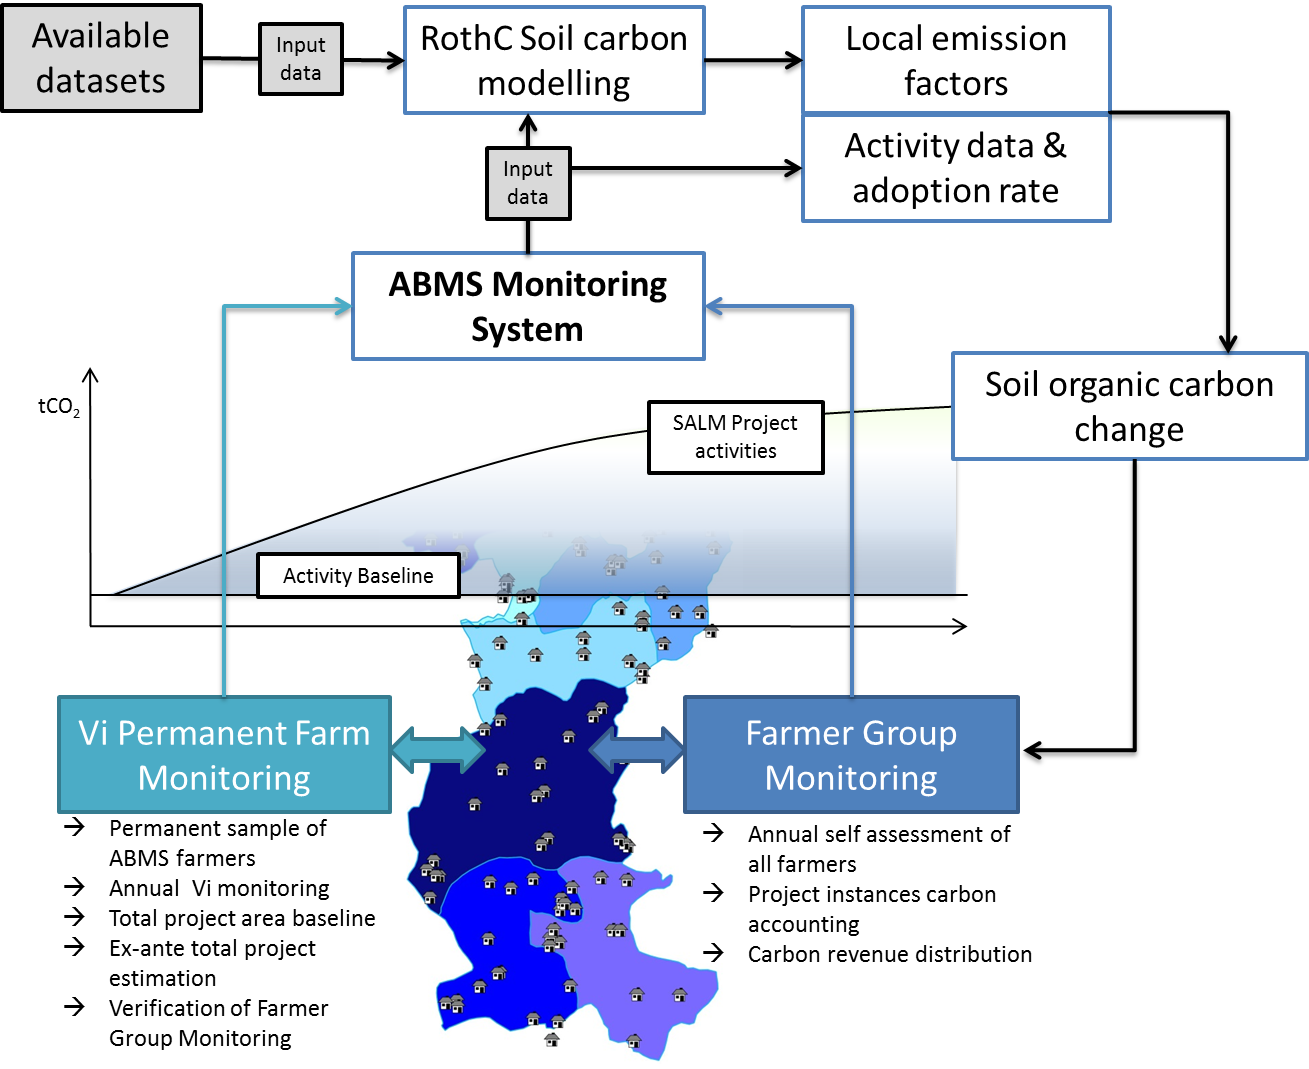 Available
datasets
Input
data
RothC Soil carbon
modelling
Local emission
factors
Activity data &
adoption rate
Input
data
ABMS Monitoring
System
Soil organic carbon
change
tCO₂
SALM Project
activities
Activity Baseline
Vi Permanent Farm
Monitoring
→ Permanent sample of
ABMS farmers
→ Annual Vi monitoring
→ Total project area baseline
→ Ex-ante total project
estimation
→ Verification of Farmer
Group Monitoring
Farmer Group
Monitoring
→ Annual self assessment of
all farmers
→ Project instances carbon
accounting
→ Carbon revenue distribution